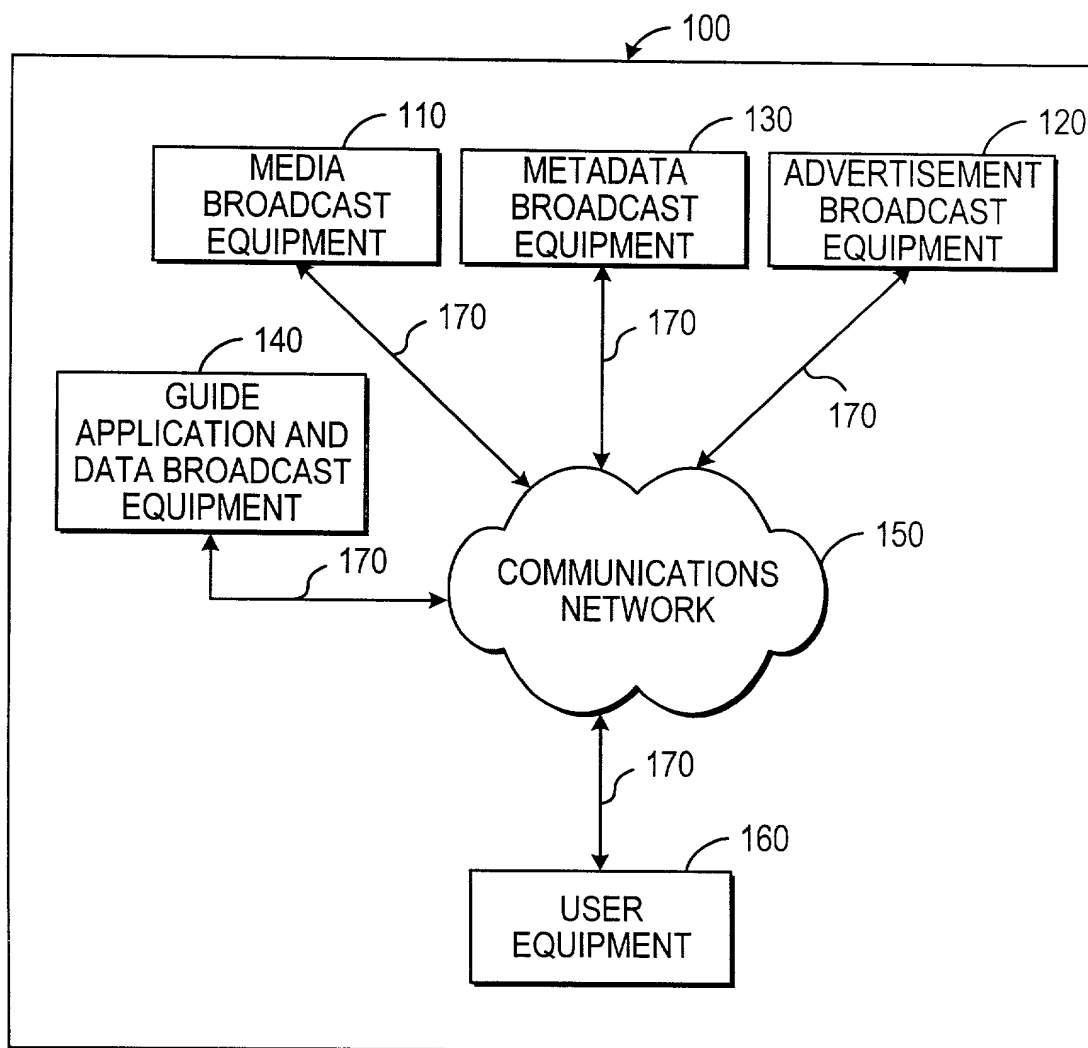 100
110
130
120
MEDIA
BROADCAST
EQUIPMENT
METADATA
BROADCAST
EQUIPMENT
ADVERTISEMENT
BROADCAST
EQUIPMENT
170
170
170
140
GUIDE
APPLICATION AND
DATA BROADCAST
EQUIPMENT
170
150
COMMUNICATIONS
NETWORK
170
160
USER
EQUIPMENT